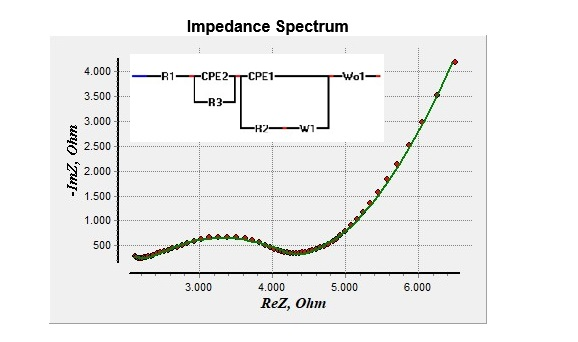 Impedance Spectrum
R1 CPE2 CPE1 Wo1
R3
R2 W1
4.000
3.500
3.000
2.500
2.000
1.500
1.000
500
-ImZ, Ohm
3.000 4.000 5.000 6.000
ReZ, Ohm